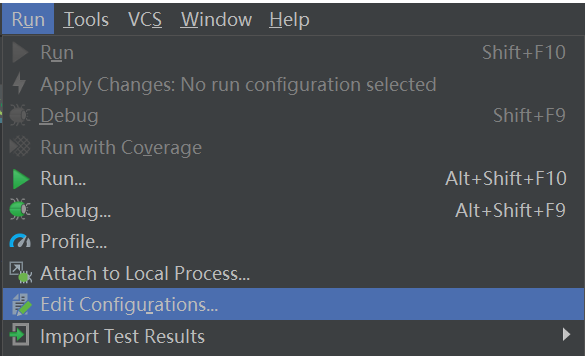 Run Tools VCS Window Help
Run Shift+F10
Apply Changes: No run configuration selected
Debug Shift+F9
Run with Coverage
Run... Alt+Shift+F10
Debug... Alt+Shift+F9
Profile...
Attach to Local Process...
Edit Configurations...
Import Test Results